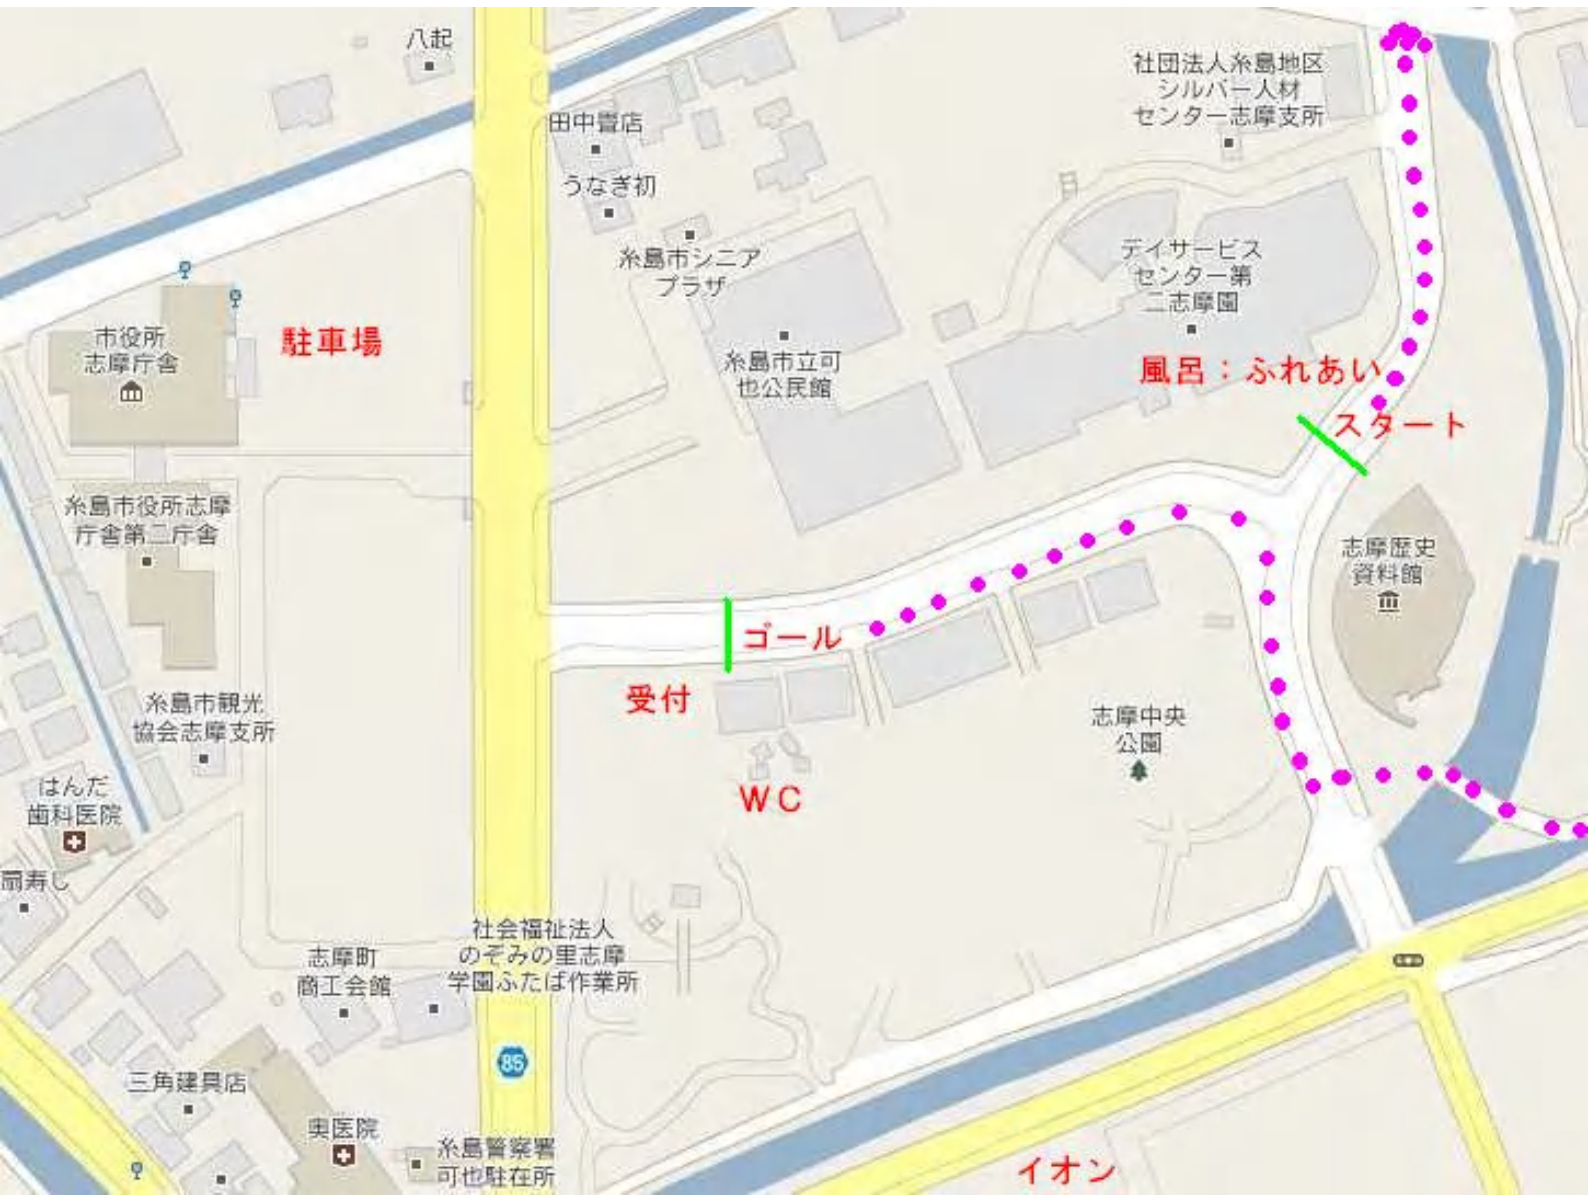 八起
社団法人糸島地区
シルバー人材
センター志摩支所
田中畳店
うなぎ初
糸島市シニア
プラザ
デイサービス
センター第
二志摩園
市役所
志摩庁舎
駐車場
糸島市立可
也公民館
風呂：ふれあい
スタート
糸島市役所志摩
庁舎第二庁舎
志摩歴史
資料館
ゴール
受付
糸島市観光
協会志摩支所
志摩中央
公園
はんだ
歯科医院
WC
扇寿し
社会福祉法人
のぞみの里志摩
学園ふたば作業所
志摩町
商工会館
85
三角建具店
奥医院
糸島警察署
可也駐在所
イオン